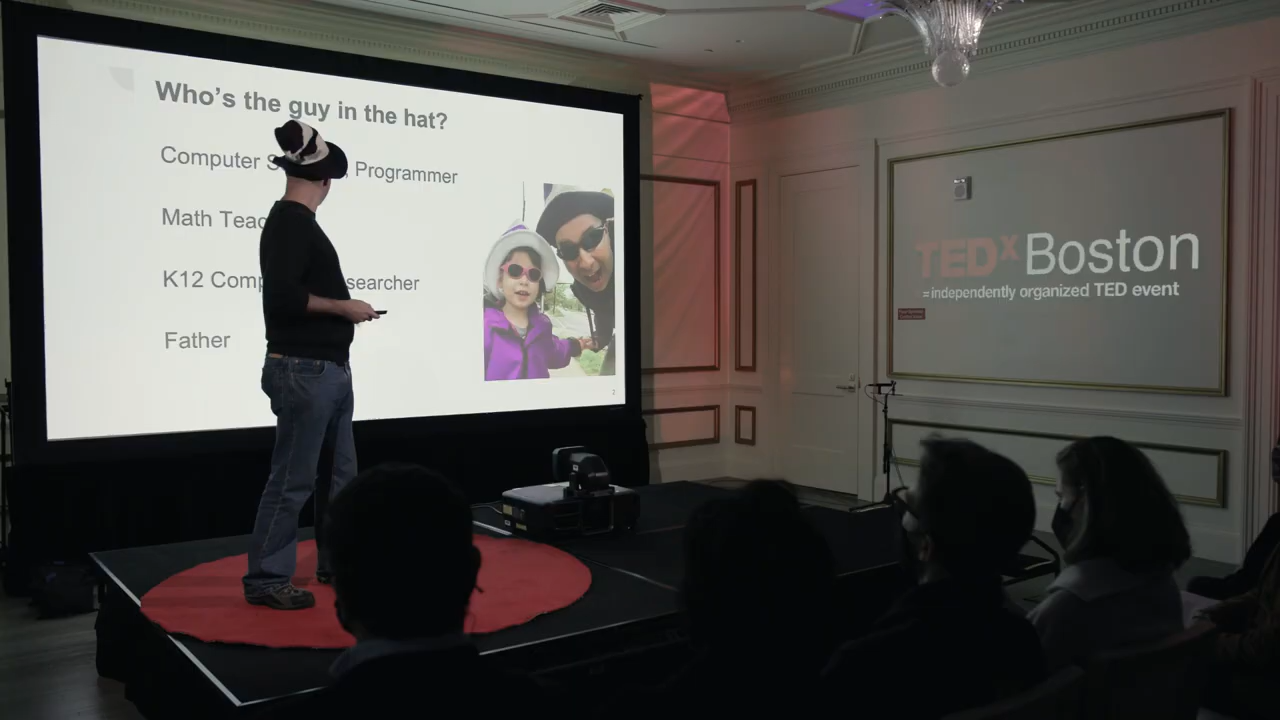 Who's the guy in the hat?
Computer S , Programmer
Math Teac
K12 Comp searcher
Father
2
TEDx Boston
= independently organized TED event